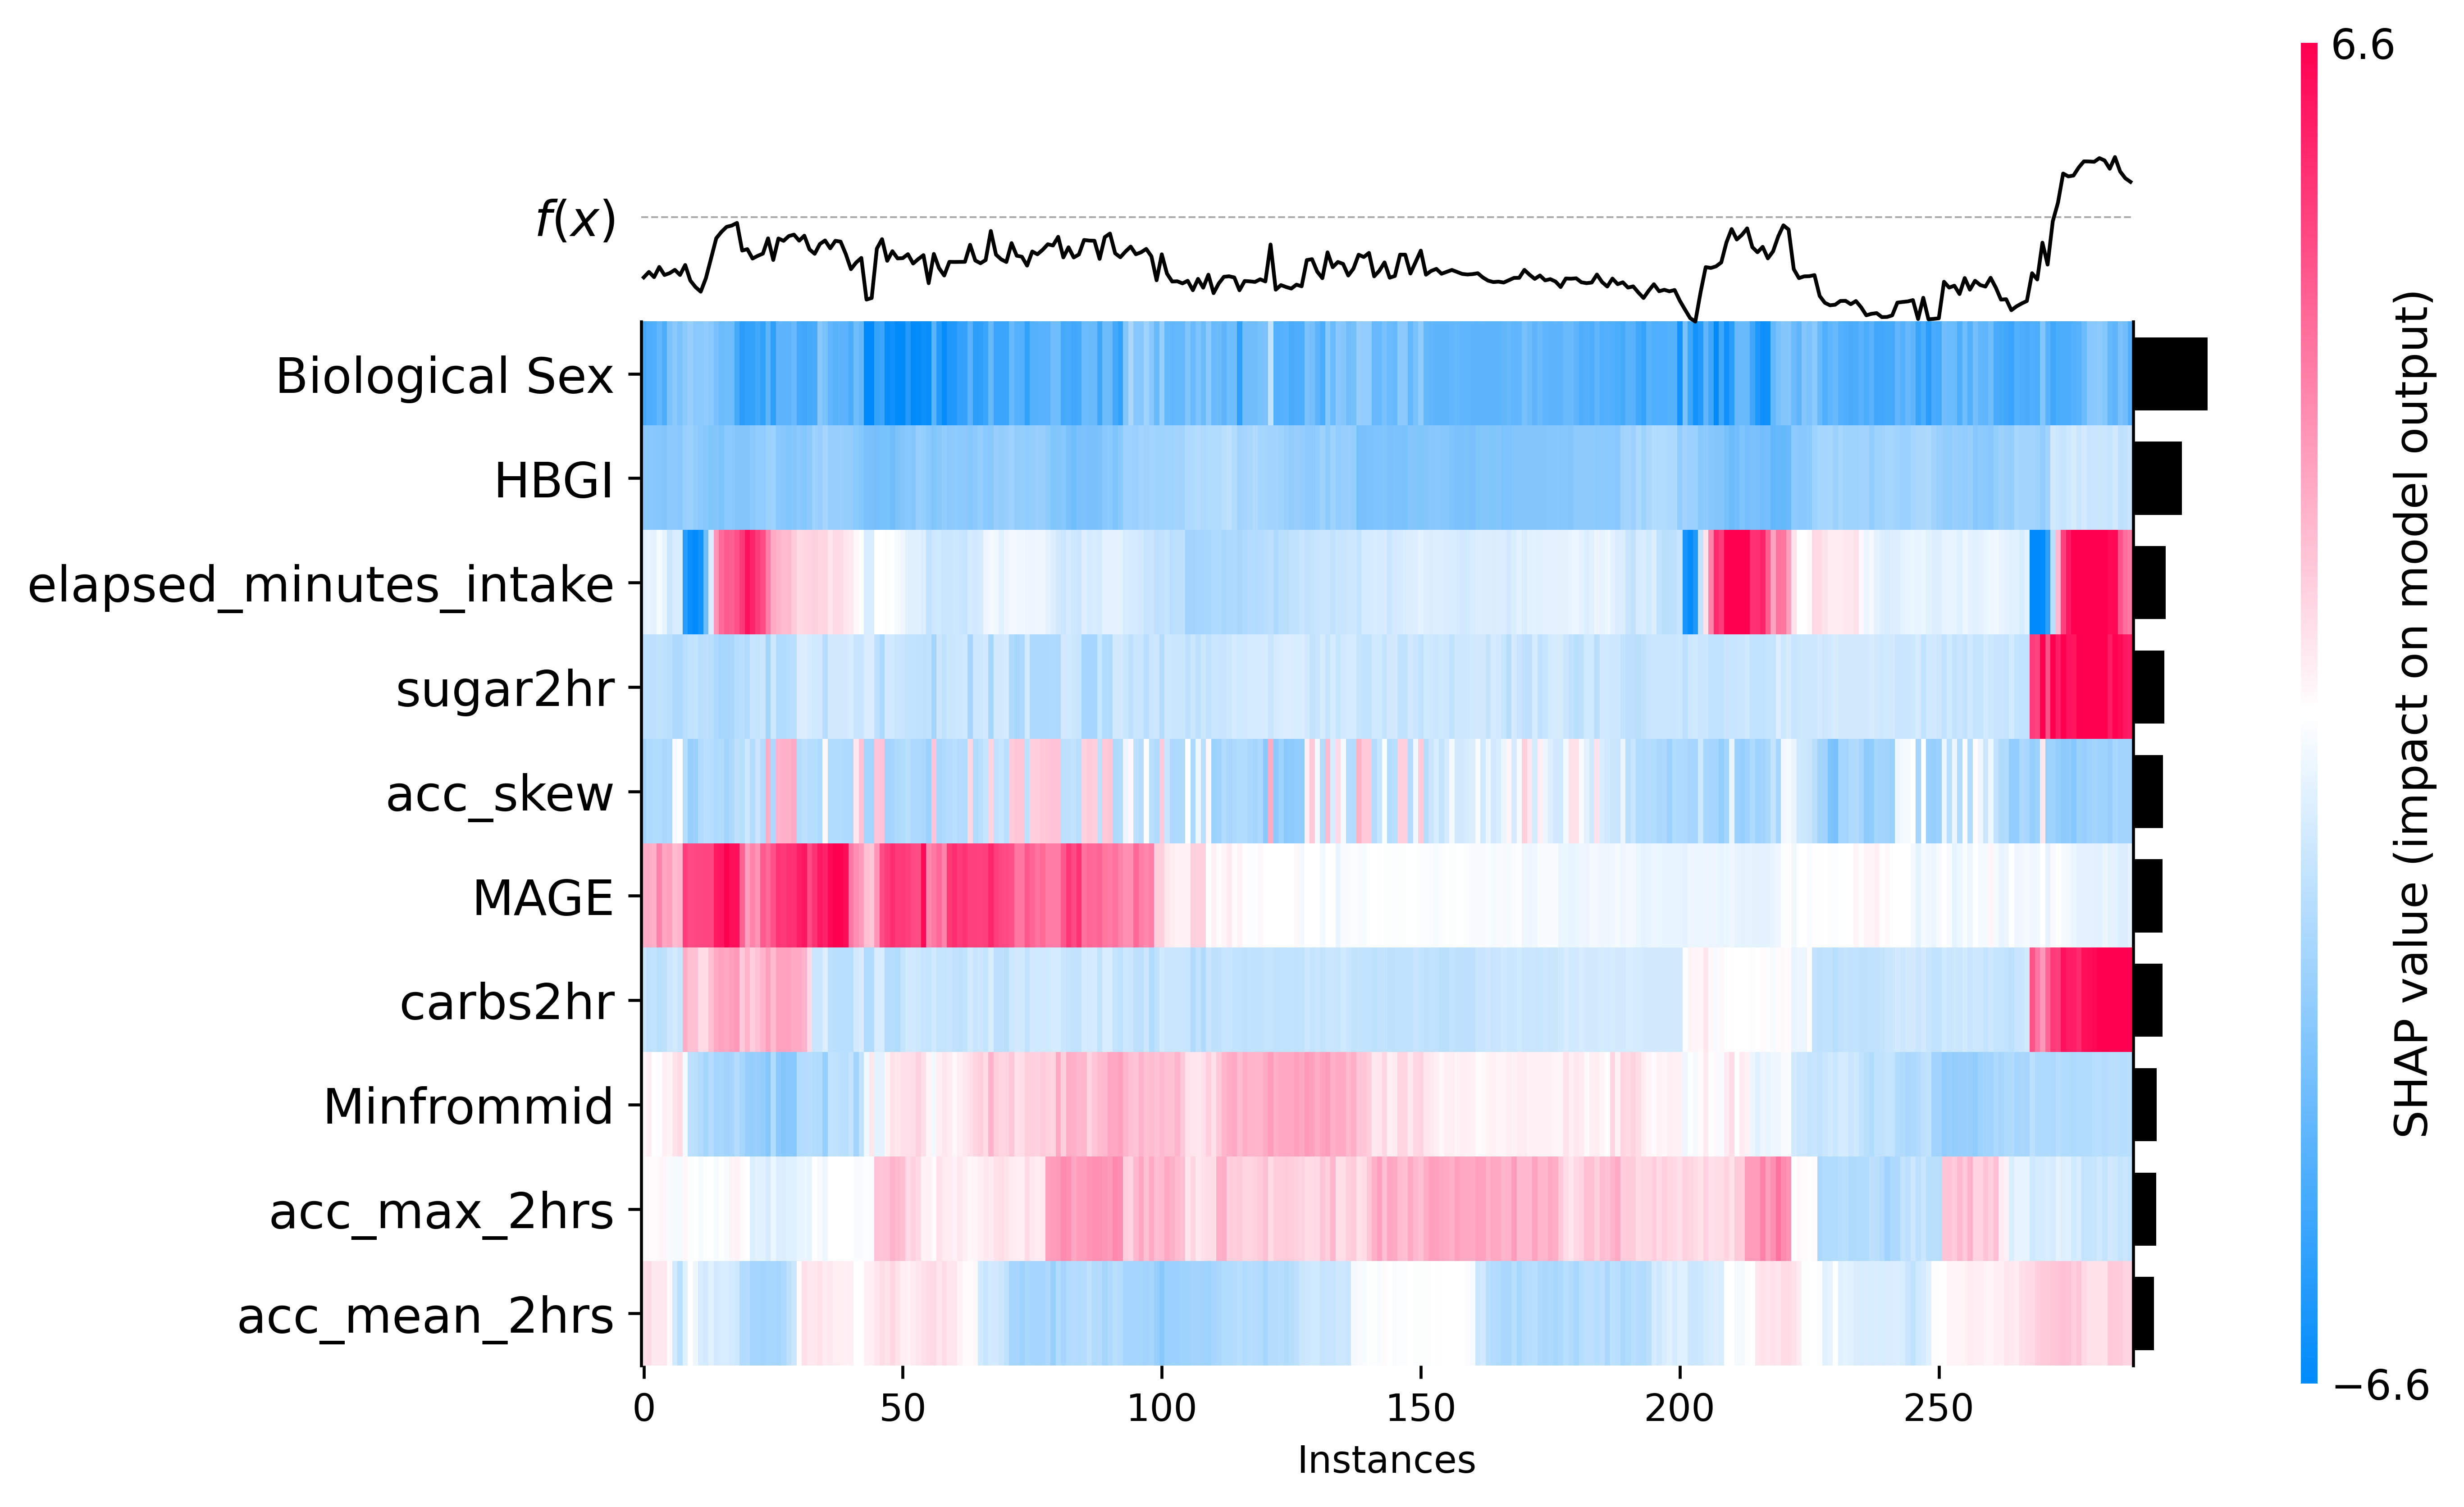 6.6
f(x)
Biological Sex
HBGI
elapsed_minutes_intake
sugar2hr
acc_skew
MAGE
carbs2hr
Minfrommid
acc_max_2hrs
acc_mean_2hrs
0 50 100 150 200 250
Instances
SHAP value (impact on model output)
−6.6